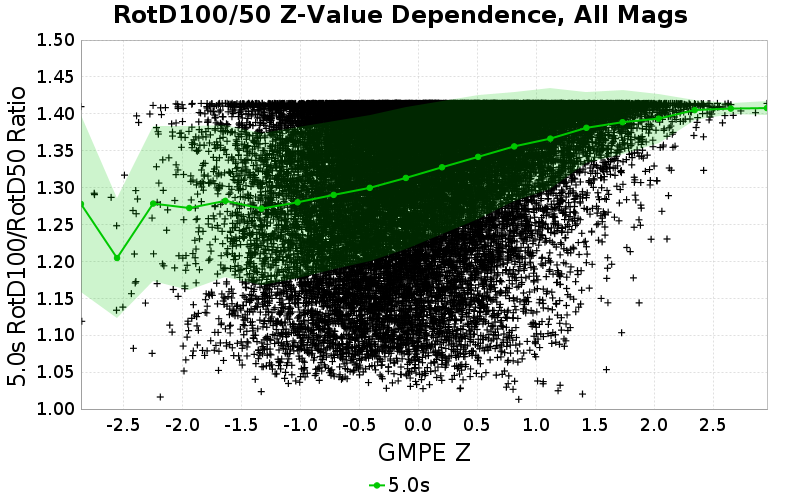 RotD100/50 Z-Value Dependence, All Mags
5.0s RotD100/RotD50 Ratio
1.50
1.45
1.40
1.35
1.30
1.25
1.20
1.15
1.10
1.05
1.00
-2.5 -2.0 -1.5 -1.0 -0.5 0.0 0.5 1.0 1.5 2.0 2.5
GMPE Z
5.0s